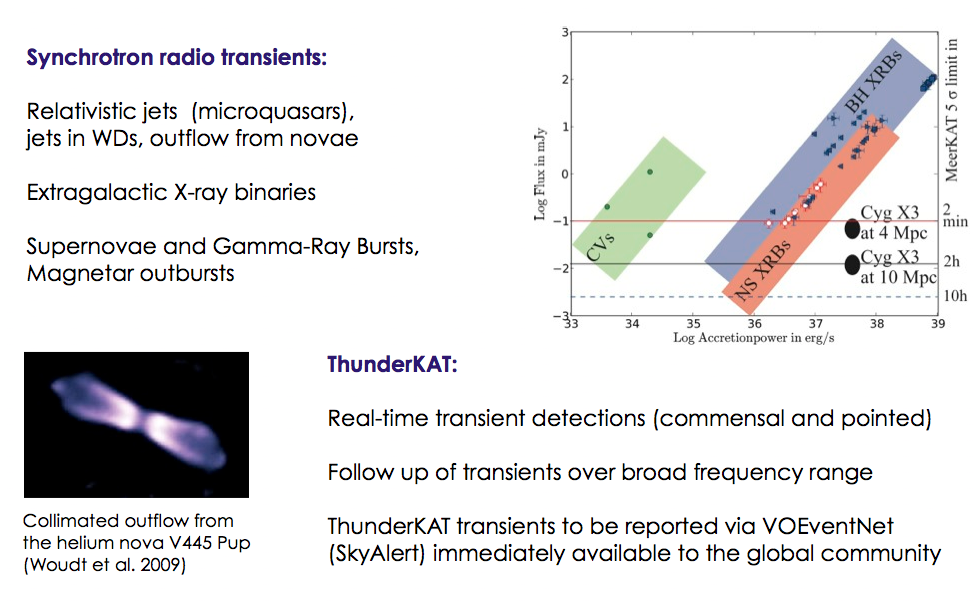 Synchrotron radio transients:
Relativistic jets (microquasars),
jets in WDs, outflow from novae
Extragalactic X-ray binaries
Supernovae and Gamma-Ray Bursts,
Magnetar outbursts
3
2
1
0
−1
−2
−3
Log Flux in mJy
33
34
35
36
37
38
39
Log Accretionpower in erg/s
CVs
BH XRBs
NS XRBs
Cyg X3
at 4 Mpc
Cyg X3
at 10 Mpc
MeerKAT 5 σ limit in
2
min
2h
10h
Collimated outflow from
the helium nova V445 Pup
(Woudt et al. 2009)
ThunderKAT:
Real-time transient detections (commensal and pointed)
Follow up of transients over broad frequency range
ThunderKAT transients to be reported via VOEventNet
(SkyAlert) immediately available to the global community